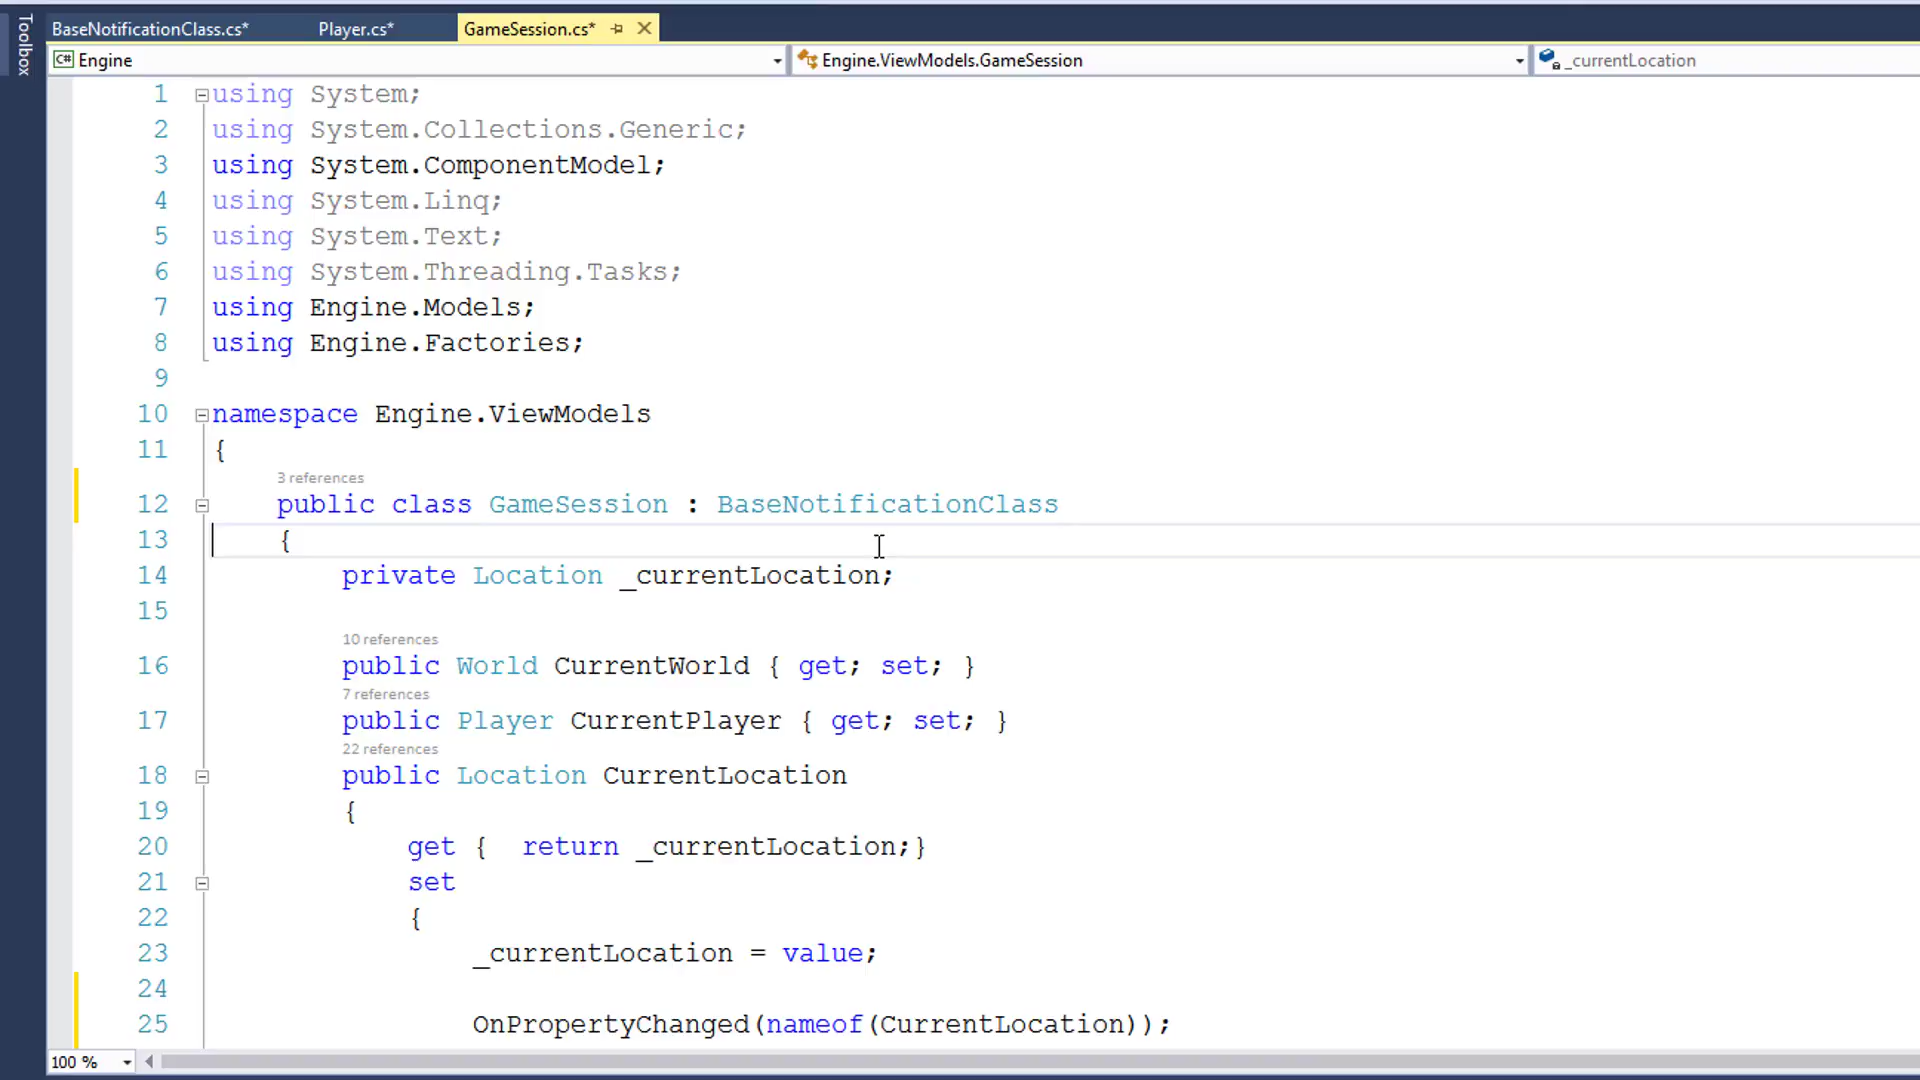 Toolbox
BaseNotificationClass.cs* Player.cs* GameSession.cs*
C# Engine Engine.ViewModels.GameSession _currentLocation
1 using System;
2 using System.Collections.Generic;
3 using System.ComponentModel;
4 using System.Linq;
5 using System.Text;
6 using System.Threading.Tasks;
7 using Engine.Models;
8 using Engine.Factories;
9
10 namespace Engine.ViewModels
11 {
3 references
12 public class GameSession : BaseNotificationClass
13 {
14 private Location _currentLocation;
15
10 references
16 public World CurrentWorld { get; set; }
7 references
17 public Player CurrentPlayer { get; set; }
22 references
18 public Location CurrentLocation
19 {
20 get {  return _currentLocation;}
21 set
22 {
23 _currentLocation = value;
24
25 OnPropertyChanged(nameof(CurrentLocation));
100 %